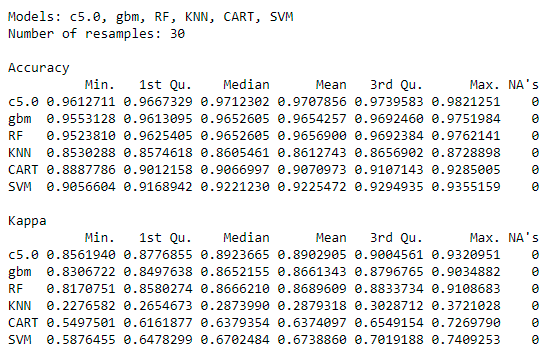 Models: c5.0, gbm, RF, KNN, CART, SVM
Number of resamples: 30
Accuracy
Min. 1st Qu. Median Mean 3rd Qu. Max. NA's
c5.0 0.9612711 0.9667329 0.9712302 0.9707856 0.9739583 0.9821251 0
gbm 0.9553128 0.9613095 0.9652605 0.9654257 0.9692460 0.9751984 0
RF 0.9523810 0.9625405 0.9652605 0.9656900 0.9692384 0.9762141 0
KNN 0.8530288 0.8574618 0.8605461 0.8612743 0.8656902 0.8728898 0
CART 0.8887786 0.9012158 0.9066997 0.9070973 0.9107143 0.9285005 0
SVM 0.9056604 0.9168942 0.9221230 0.9225472 0.9294935 0.9355159 0
Kappa
Min. 1st Qu. Median Mean 3rd Qu. Max. NA's
c5.0 0.8561940 0.8776855 0.8923665 0.8902905 0.9004561 0.9320951 0
gbm 0.8306722 0.8497638 0.8652155 0.8661343 0.8796765 0.9034882 0
RF 0.8170751 0.8580274 0.8666210 0.8689609 0.8833734 0.9108683 0
KNN 0.2276582 0.2654673 0.2873990 0.2879318 0.3028712 0.3721028 0
CART 0.5497501 0.6161877 0.6379354 0.6374097 0.6549154 0.7269790 0
SVM 0.5876455 0.6478299 0.6702484 0.6738860 0.7019188 0.7409253 0